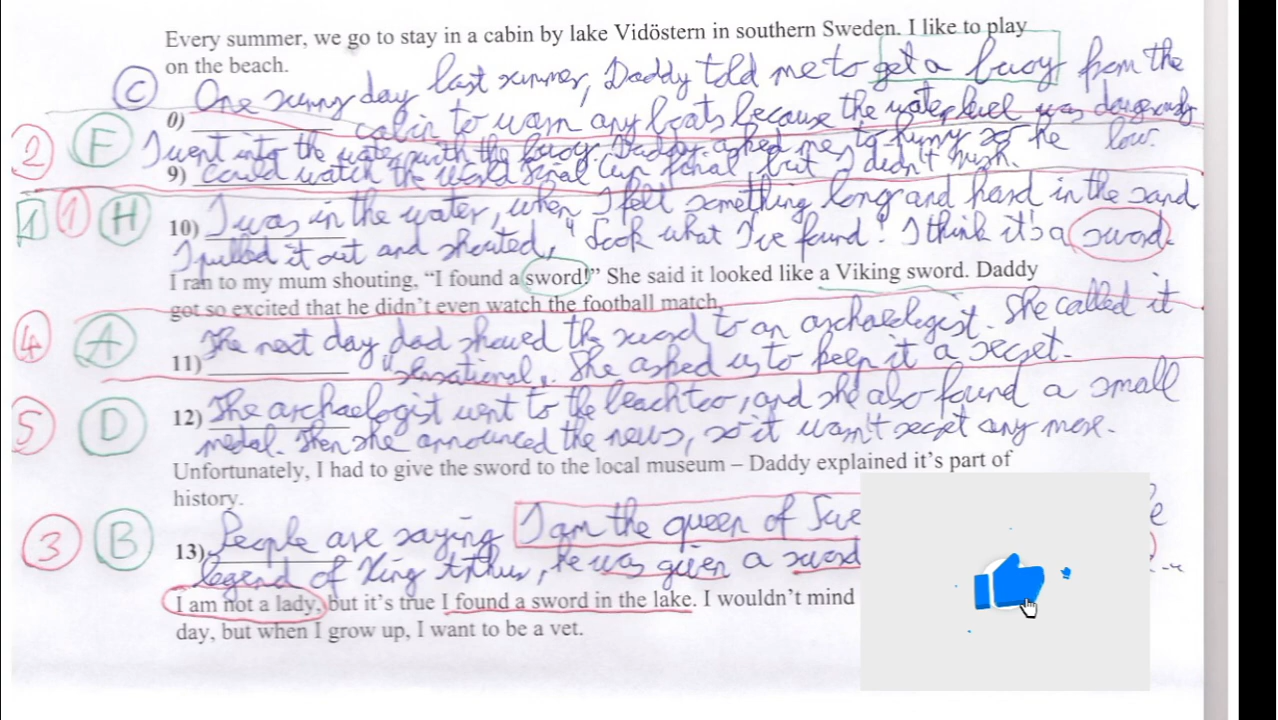 Every summer, we go to stay in a cabin by lake Vidöstern in southern Sweden. I like to play
on the beach.
C One sunny day last summer, Daddy told me to get a buoy from the
0) cabin to warn any boats because the water level was dangerously
2 F I went into the water with the buoy. Daddy asked me to hurry so he low.
9) could watch the World Cup final, but I didn't
1 1 H 10) I was in the water, when I felt something long and hard in the sand
I pulled it out and shouted, "Look what I've found! I think it's a sword.
I ran to my mum shouting, “I found a sword!” She said it looked like a Viking sword. Daddy
got so excited that he didn’t even watch the football match.
4 A The next day dad showed the sword to an archaeologist. She called it
11) "sensational". She asked us to keep it a secret.
5 D 12) The archaeologist went to the beach too, and she also found a small
medal. Then she announced the news, so it wasn't secret any more.
Unfortunately, I had to give the sword to the local museum – Daddy explained it’s part of
history.
3 B 13) People are saying I am the queen of Swe
legend of King Arthur, he was given a sword
I am not a lady, but it’s true I found a sword in the lake. I wouldn’t mind
day, but when I grow up, I want to be a vet.